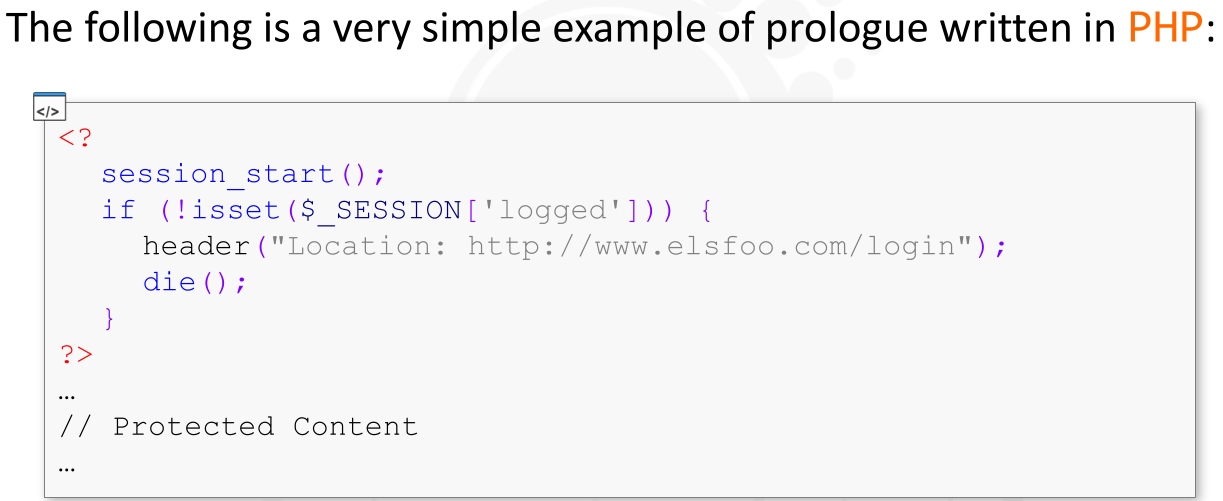 The following is a very simple example of prologue written in PHP:
</>
<?
session_start();
if (!isset($_SESSION['logged'])) {
header("Location: http://www.elsfoo.com/login");
die();
}
?>
…
// Protected Content
…